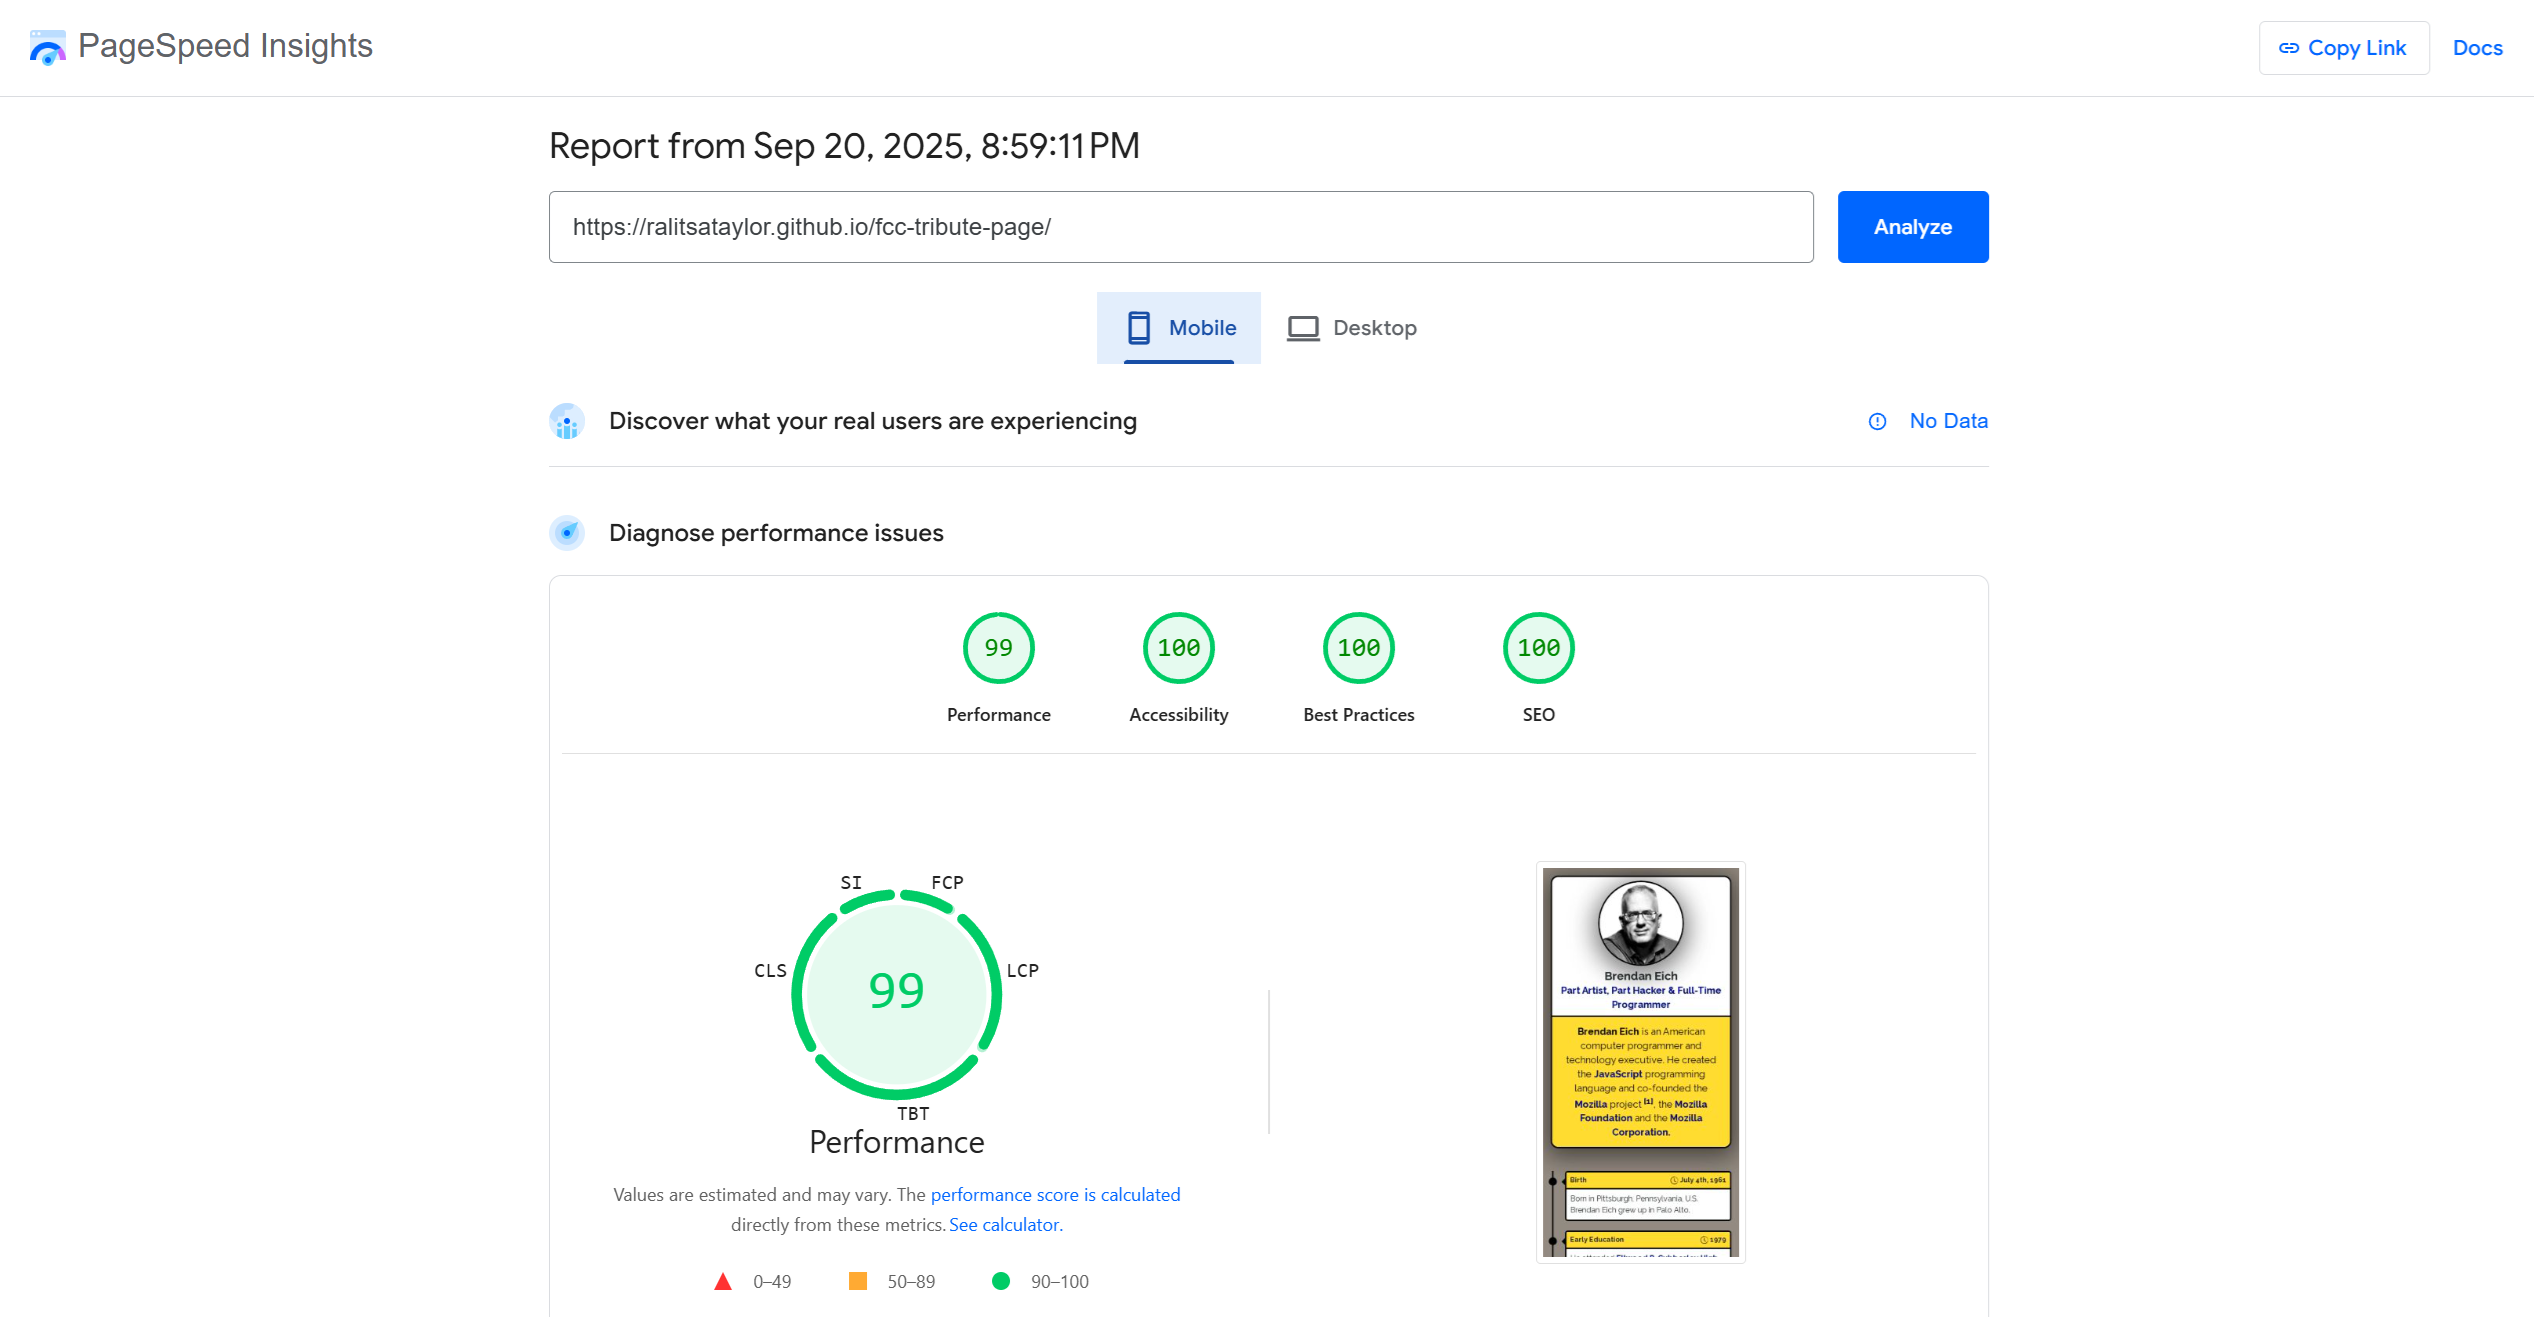 PageSpeed Insights
Copy Link
Docs
Report from Sep 20, 2025, 8:59:11 PM
https://ralitsataylor.github.io/fcc-tribute-page/
Analyze
Mobile
Desktop
Discover what your real users are experiencing
No Data
Diagnose performance issues
99
100
100
100
Performance
Accessibility
Best Practices
SEO
SI
FCP
CLS
LCP
99
TBT
Performance
Values are estimated and may vary. The performance score is calculated
directly from these metrics. See calculator.
0–49
50–89
90–100
Brendan Eich
Part Artist, Part Hacker & Full-Time
Programmer
Brendan Eich is an American
computer programmer and
technology executive. He created
the JavaScript programming
language and co-founded the
Mozilla project [1], the Mozilla
Foundation and the Mozilla
Corporation.
Birth
July 4th, 1961
Born in Pittsburgh, Pennsylvania, U.S.
Brendan Eich grew up in Palo Alto.
Early Education
1979